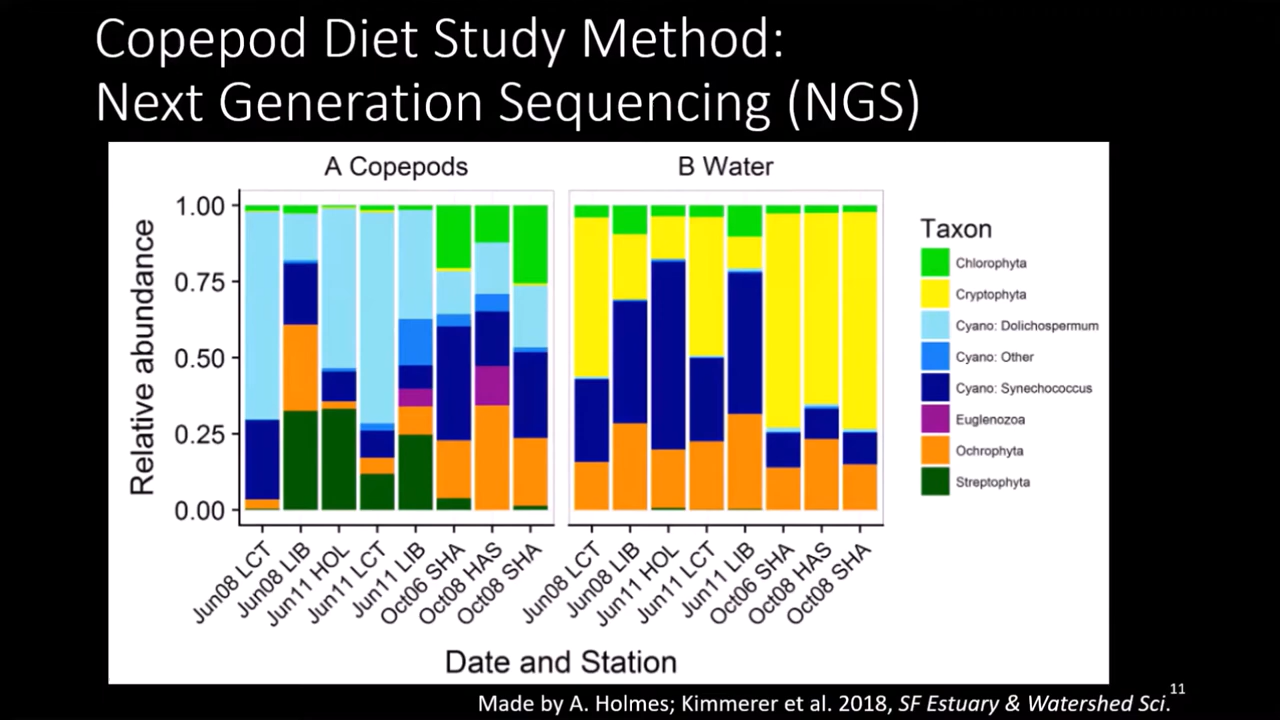 Copepod Diet Study Method:
Next Generation Sequencing (NGS)
A Copepods
B Water
Relative abundance
1.00
0.75
0.50
0.25
0.00
Jun08 LCT
Jun08 LIB
Jun11 HOL
Jun11 LCT
Jun11 LIB
Oct06 SHA
Oct08 HAS
Oct08 SHA
Jun08 LCT
Jun08 LIB
Jun11 HOL
Jun11 LCT
Jun11 LIB
Oct06 SHA
Oct08 HAS
Oct08 SHA
Date and Station
Taxon
Chlorophyta
Cryptophyta
Cyano: Dolichospermum
Cyano: Other
Cyano: Synechococcus
Euglenozoa
Ochrophyta
Streptophyta
Made by A. Holmes; Kimmerer et al. 2018, SF Estuary & Watershed Sci.
11